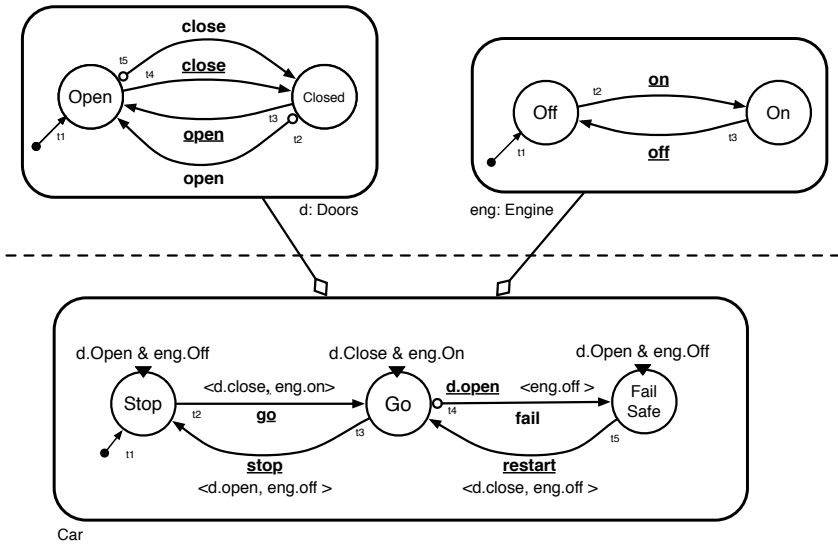 close
t5
t4
close
Open
Closed
t3
open
t2
t1
open
d: Doors
on
t2
Off
On
t3
t1
off
eng: Engine
d.Open & eng.Off
d.Close & eng.On
d.Open & eng.Off
<d.close, eng.on>
d.open
<eng.off >
Stop
Go
Fail
Safe
t2
go
t4
fail
t3
t5
t1
stop
restart
<d.open, eng.off >
<d.close, eng.off >
Car